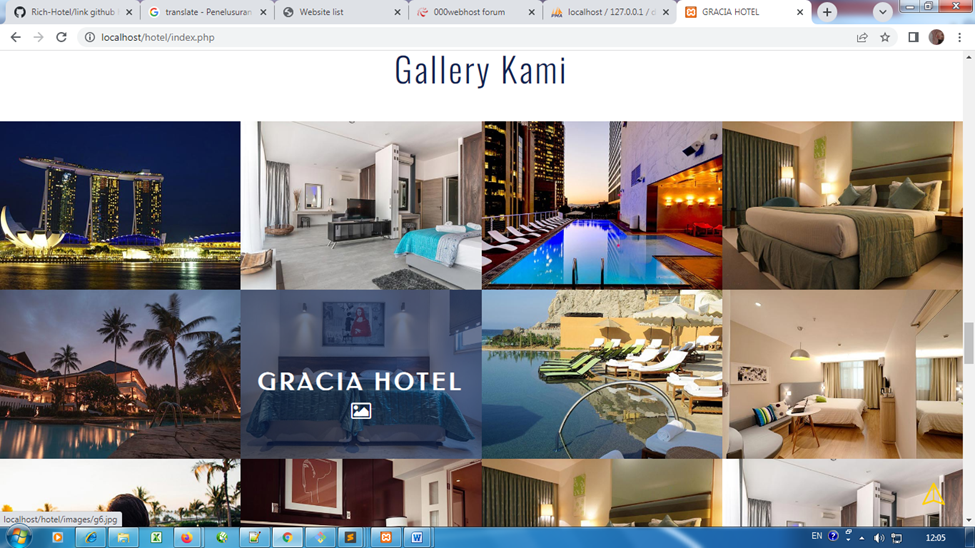 Rich-Hotel/link github
translate - Penelusuran
Website list
000webhost forum
localhost / 127.0.0.1 /
GRACIA HOTEL
localhost/hotel/index.php
Gallery Kami
GRACIA HOTEL
localhost/hotel/images/g6.jpg
EN
12:05